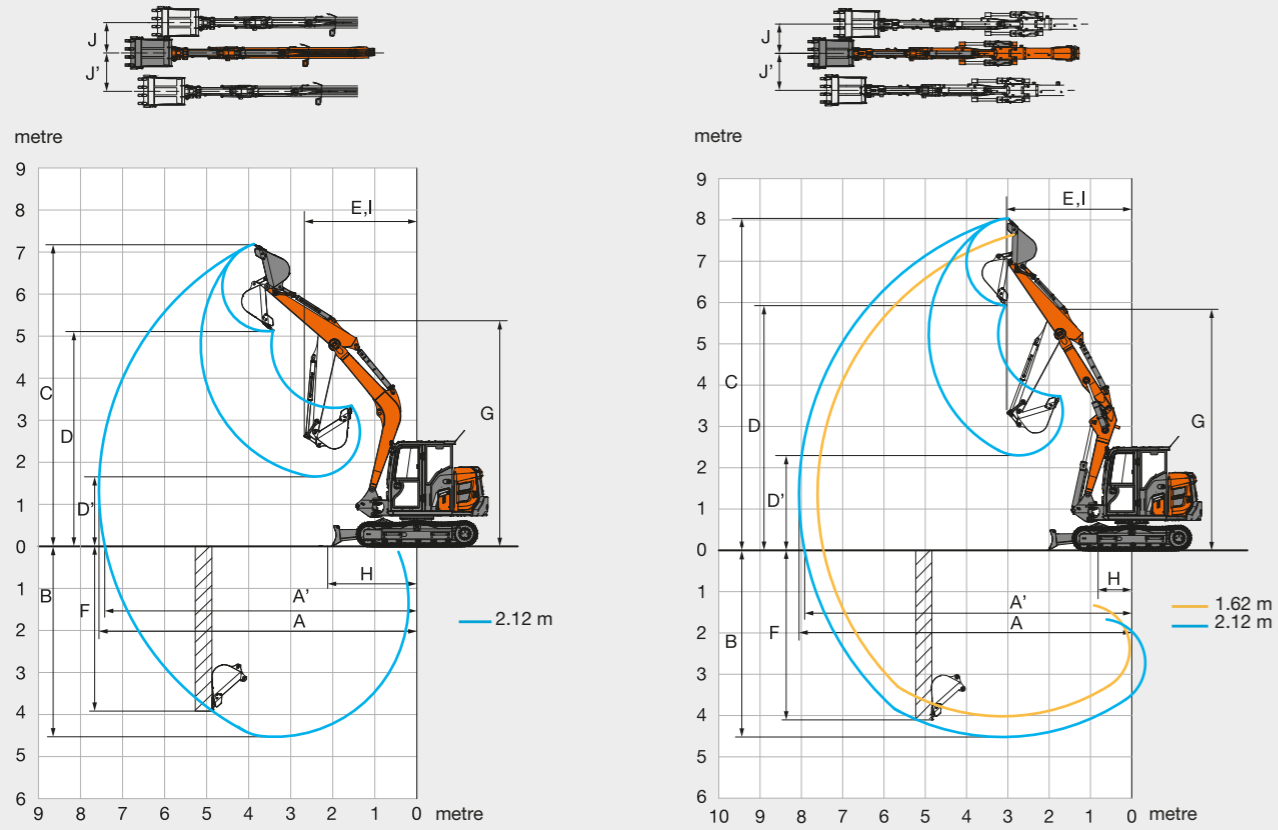 J
J'
metre
9
8
7
6
5
4
3
2
1
0
1
2
3
4
5
6
9 8 7 6 5 4 3 2 1 0 metre
E,I
C
D
G
D'
H
A'
B
F
A
2.12 m
J
J'
metre
9
8
7
6
5
4
3
2
1
0
1
2
3
4
5
6
10 9 8 7 6 5 4 3 2 1 0 metre
E,I
C
D
G
D'
H
A'
B
F
A
1.62 m
2.12 m